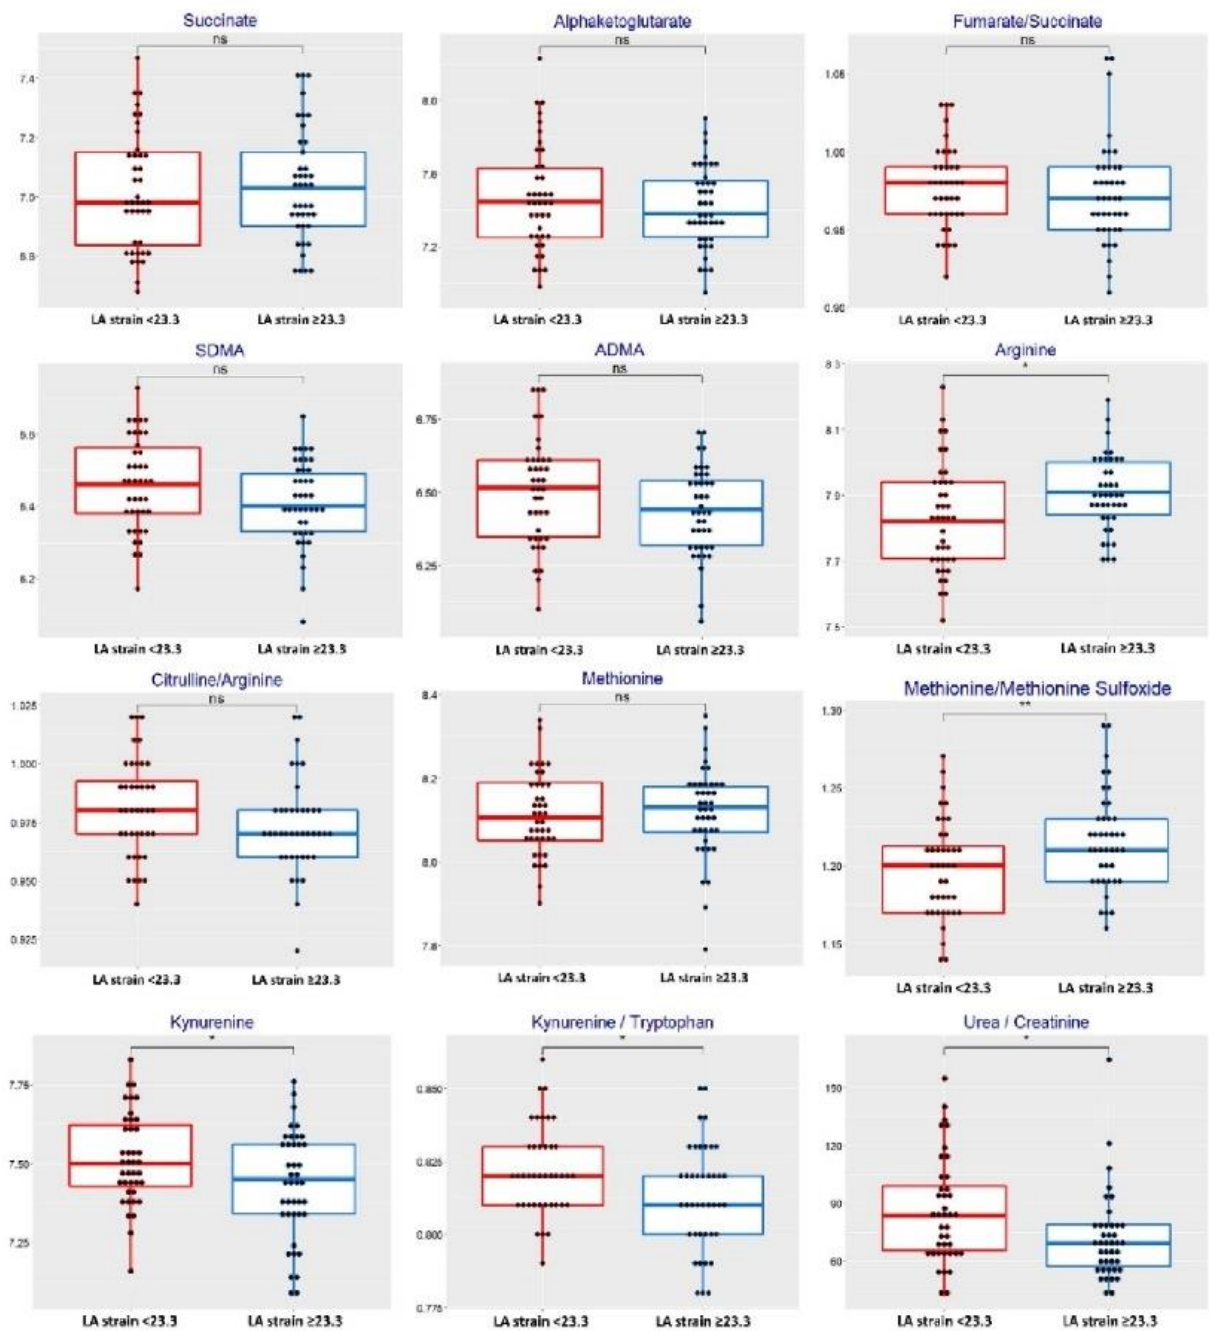 Succinate
ns
7.4
7.2
7.0
6.8
LA strain <23.3 LA strain ≥23.3
Alphaketoglutarate
ns
8.0
7.6
7.2
LA strain <23.3 LA strain ≥23.3
Fumarate/Succinate
ns
1.05
1.00
0.95
0.90
LA strain <23.3 LA strain ≥23.3
SDMA
ns
6.6
6.4
6.2
LA strain <23.3 LA strain ≥23.3
ADMA
ns
6.75
6.50
6.25
LA strain <23.3 LA strain ≥23.3
Arginine
*
8.3
8.1
7.9
7.7
7.5
LA strain <23.3 LA strain ≥23.3
Citrulline/Arginine
ns
1.025
1.000
0.975
0.950
0.925
LA strain <23.3 LA strain ≥23.3
Methionine
ns
8.4
8.2
8.0
7.8
LA strain <23.3 LA strain ≥23.3
Methionine/Methionine Sulfoxide
**
1.30
1.25
1.20
1.15
LA strain <23.3 LA strain ≥23.3
Kynurenine
*
7.75
7.50
7.25
LA strain <23.3 LA strain ≥23.3
Kynurenine / Tryptophan
*
0.850
0.825
0.800
0.775
LA strain <23.3 LA strain ≥23.3
Urea / Creatinine
*
150
120
90
60
LA strain <23.3 LA strain ≥23.3